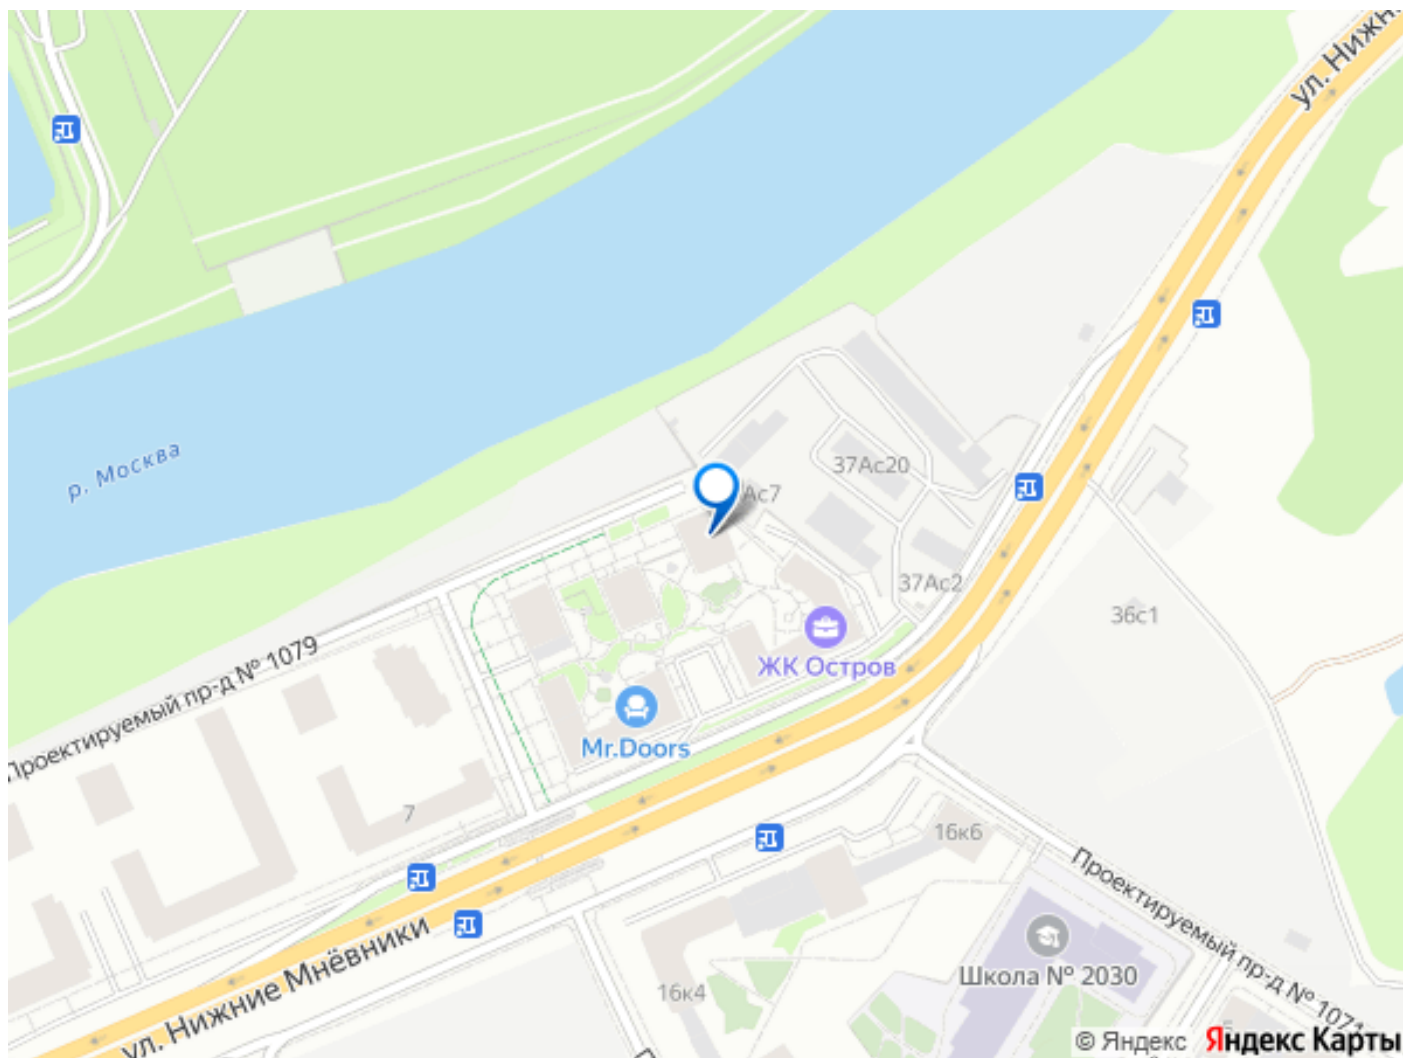 ул. Нижн
р. Москва
37Ас20
Ас7
37Ас2
36с1
ЖК Остров
Проектируемый пр-д № 1079
Mr.Doors
7
16к6
Проектируемый пр-д № 1071
ул. Нижние Мнёвники
Школа № 2030
16к4
© Яндекс Яндекс Карты